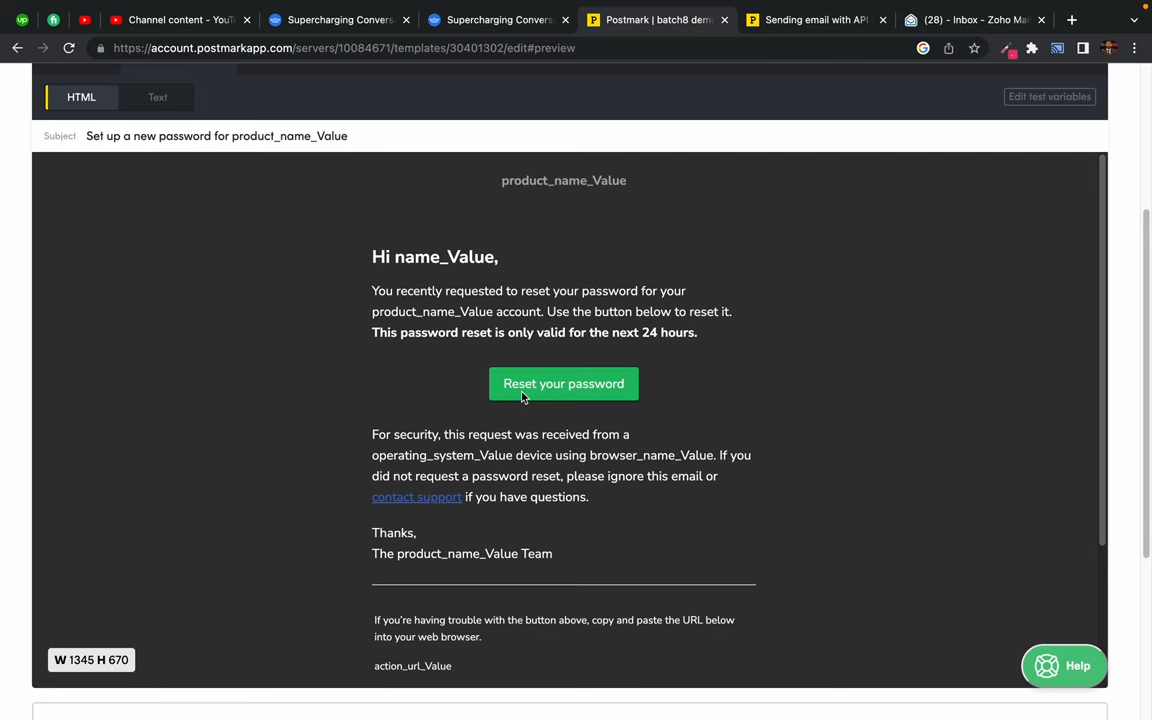 Channel content - YouT
Supercharging Convers
Supercharging Convers
Postmark | batch8 demo
Sending email with API
(28) - Inbox - Zoho Mai
https://account.postmarkapp.com/servers/10084671/templates/30401302/edit#preview
HTML
Text
Edit test variables
Subject
Set up a new password for product_name_Value
product_name_Value
Hi name_Value,
You recently requested to reset your password for your
product_name_Value account. Use the button below to reset it.
This password reset is only valid for the next 24 hours.
Reset your password
For security, this request was received from a
operating_system_Value device using browser_name_Value. If you
did not request a password reset, please ignore this email or
contact support if you have questions.
Thanks,
The product_name_Value Team
If you're having trouble with the button above, copy and paste the URL below
into your web browser.
action_url_Value
W 1345 H 670
Help